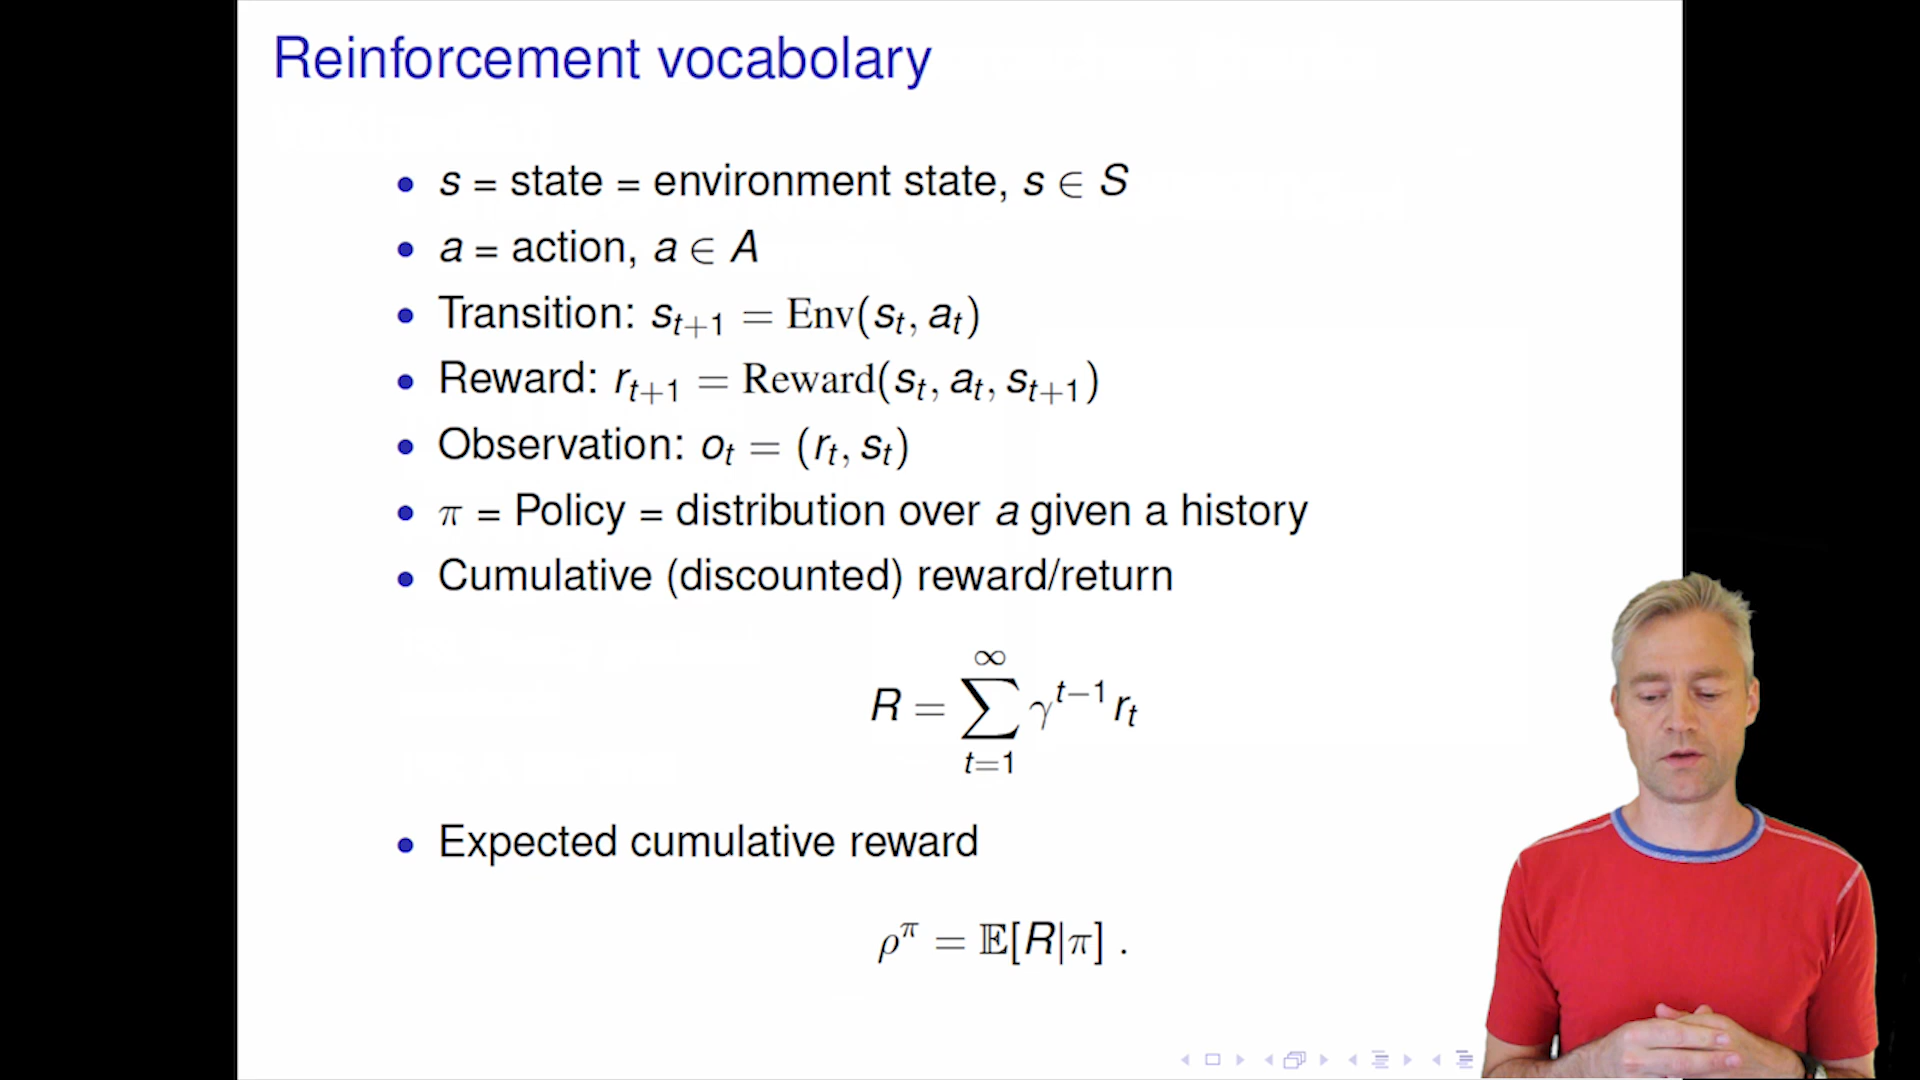 Reinforcement vocabolary
• s = state = environment state, s ∈ S
• a = action, a ∈ A
• Transition: s_{t+1} = Env(s_t, a_t)
• Reward: r_{t+1} = Reward(s_t, a_t, s_{t+1})
• Observation: o_t = (r_t, s_t)
• π = Policy = distribution over a given a history
• Cumulative (discounted) reward/return
R = ∑_{t=1}^{∞} γ^{t−1} r_t
• Expected cumulative reward
ρ^π = 𝔼[R|π] .